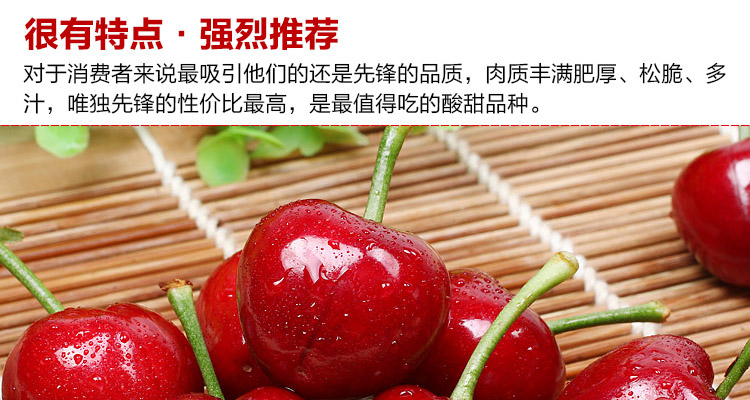 很有特点·强烈推荐
对于消费者来说最吸引他们的还是先锋的品质，肉质丰满肥厚、松脆、多
汁，唯独先锋的性价比最高，是最值得吃的酸甜品种。